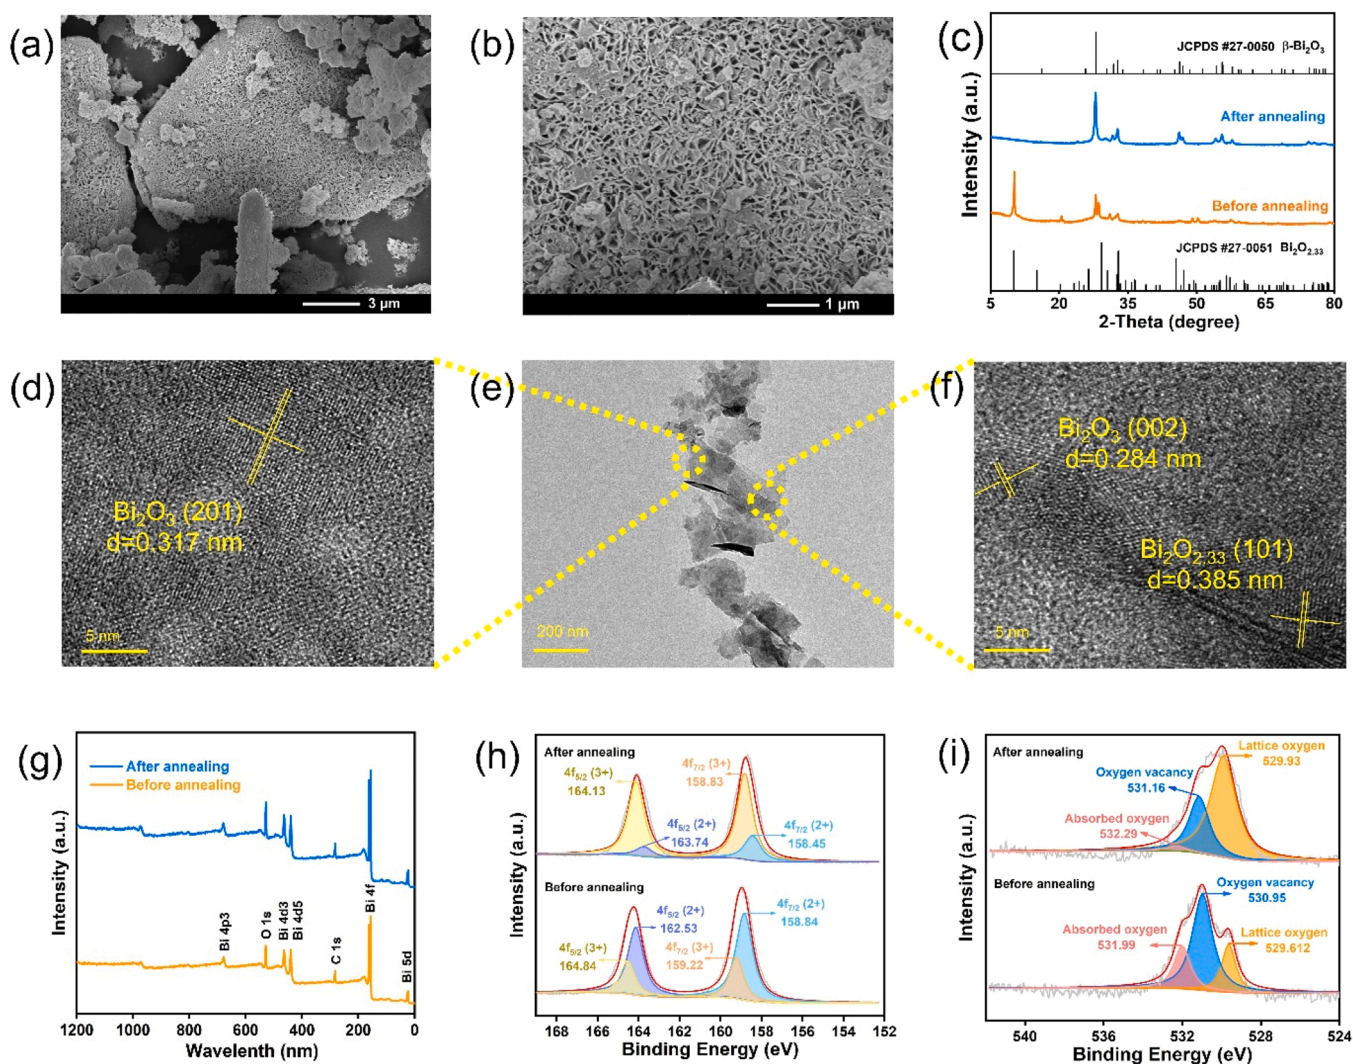 (a)
3 μm
(b)
1 μm
(c)
JCPDS #27-0050 β-Bi₂O₃
After annealing
Before annealing
JCPDS #27-0051 Bi₂O₂.₃₃
Intensity (a.u.)
5 20 35 50 65 80
2-Theta (degree)
(d)
Bi₂O₃ (201)
d=0.317 nm
5 nm
(e)
200 nm
(f)
Bi₂O₃ (002)
d=0.284 nm
Bi₂O₂.₃₃ (101)
d=0.385 nm
5 nm
(g)
After annealing
Before annealing
Bi 4p3
O 1s
Bi 4d3
Bi 4d5
C 1s
Bi 4f
Bi 5d
Intensity (a.u.)
1200 1000 800 600 400 200 0
Wavelenth (nm)
(h)
After annealing
4f₅/₂ (3+)
164.13
4f₇/₂ (3+)
158.83
4f₅/₂ (2+)
163.74
4f₇/₂ (2+)
158.45
Before annealing
4f₅/₂ (2+)
162.53
4f₇/₂ (2+)
158.84
4f₅/₂ (3+)
164.84
4f₇/₂ (3+)
159.22
Intensity (a.u.)
168 166 164 162 160 158 156 154 152
Binding Energy (eV)
(i)
After annealing
Lattice oxygen
529.93
Oxygen vacancy
531.16
Absorbed oxygen
532.29
Before annealing
Oxygen vacancy
530.95
Absorbed oxygen
531.99
Lattice oxygen
529.612
Intensity (a.u.)
540 536 532 528 524
Binding Energy (eV)